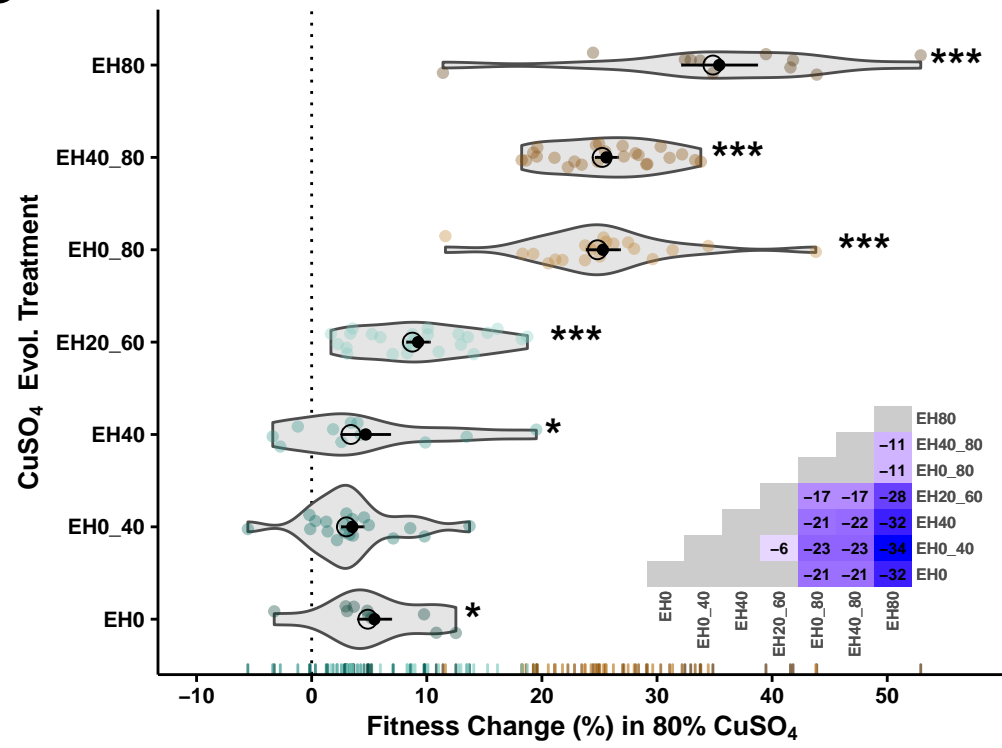 CuSO4 Evol. Treatment
EH80
***
EH40_80
***
EH0_80
***
EH20_60
***
EH40
*
EH0_40
EH0
*
EH80
−11 EH40_80
−11 EH0_80
−17 −17 −28 EH20_60
−21 −22 −32 EH40
−6 −23 −23 −34 EH0_40
−21 −21 −32 EH0
EH0 EH0_40 EH40 EH20_60 EH0_80 EH40_80 EH80
−10 0 10 20 30 40 50
Fitness Change (%) in 80% CuSO4